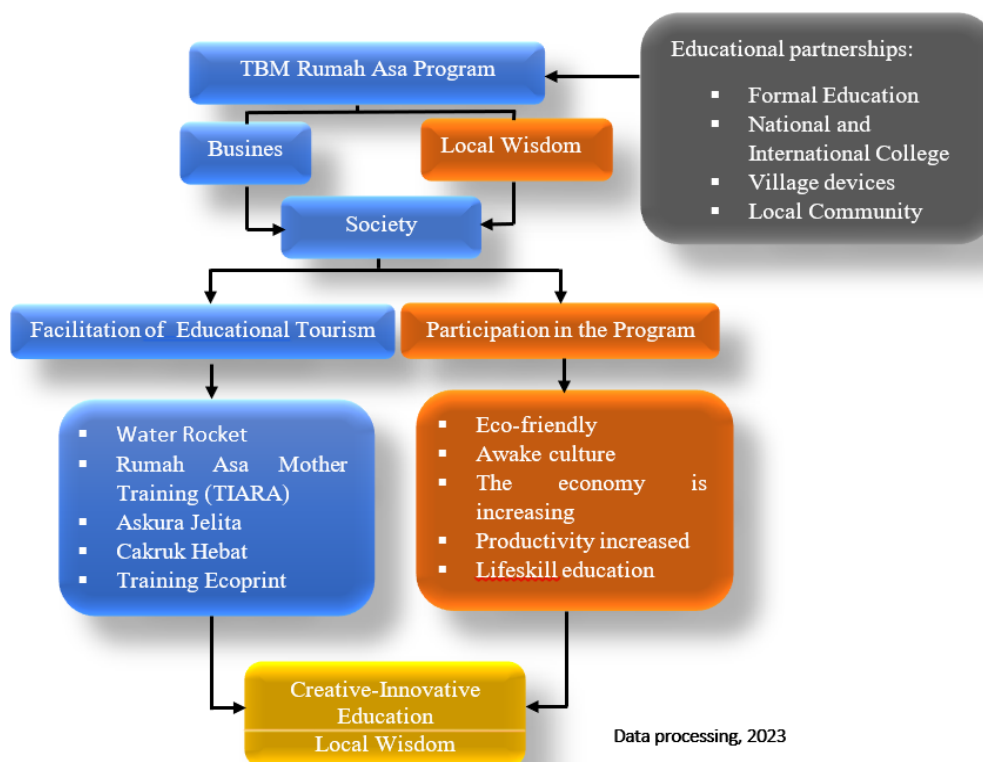 TBM Rumah Asa Program
Educational partnerships:
▪ Formal Education
▪ National and
International College
▪ Village devices
▪ Local Community
Busines
Local Wisdom
Society
Facilitation of Educational Tourism
Participation in the Program
▪ Water Rocket
▪ Rumah Asa Mother
Training (TIARA)
▪ Askura Jelita
▪ Cakruk Hebat
▪ Training Ecoprint
▪ Eco-friendly
▪ Awake culture
▪ The economy is
increasing
▪ Productivity increased
▪ Lifeskill education
Creative-Innovative
Education
Local Wisdom
Data processing, 2023